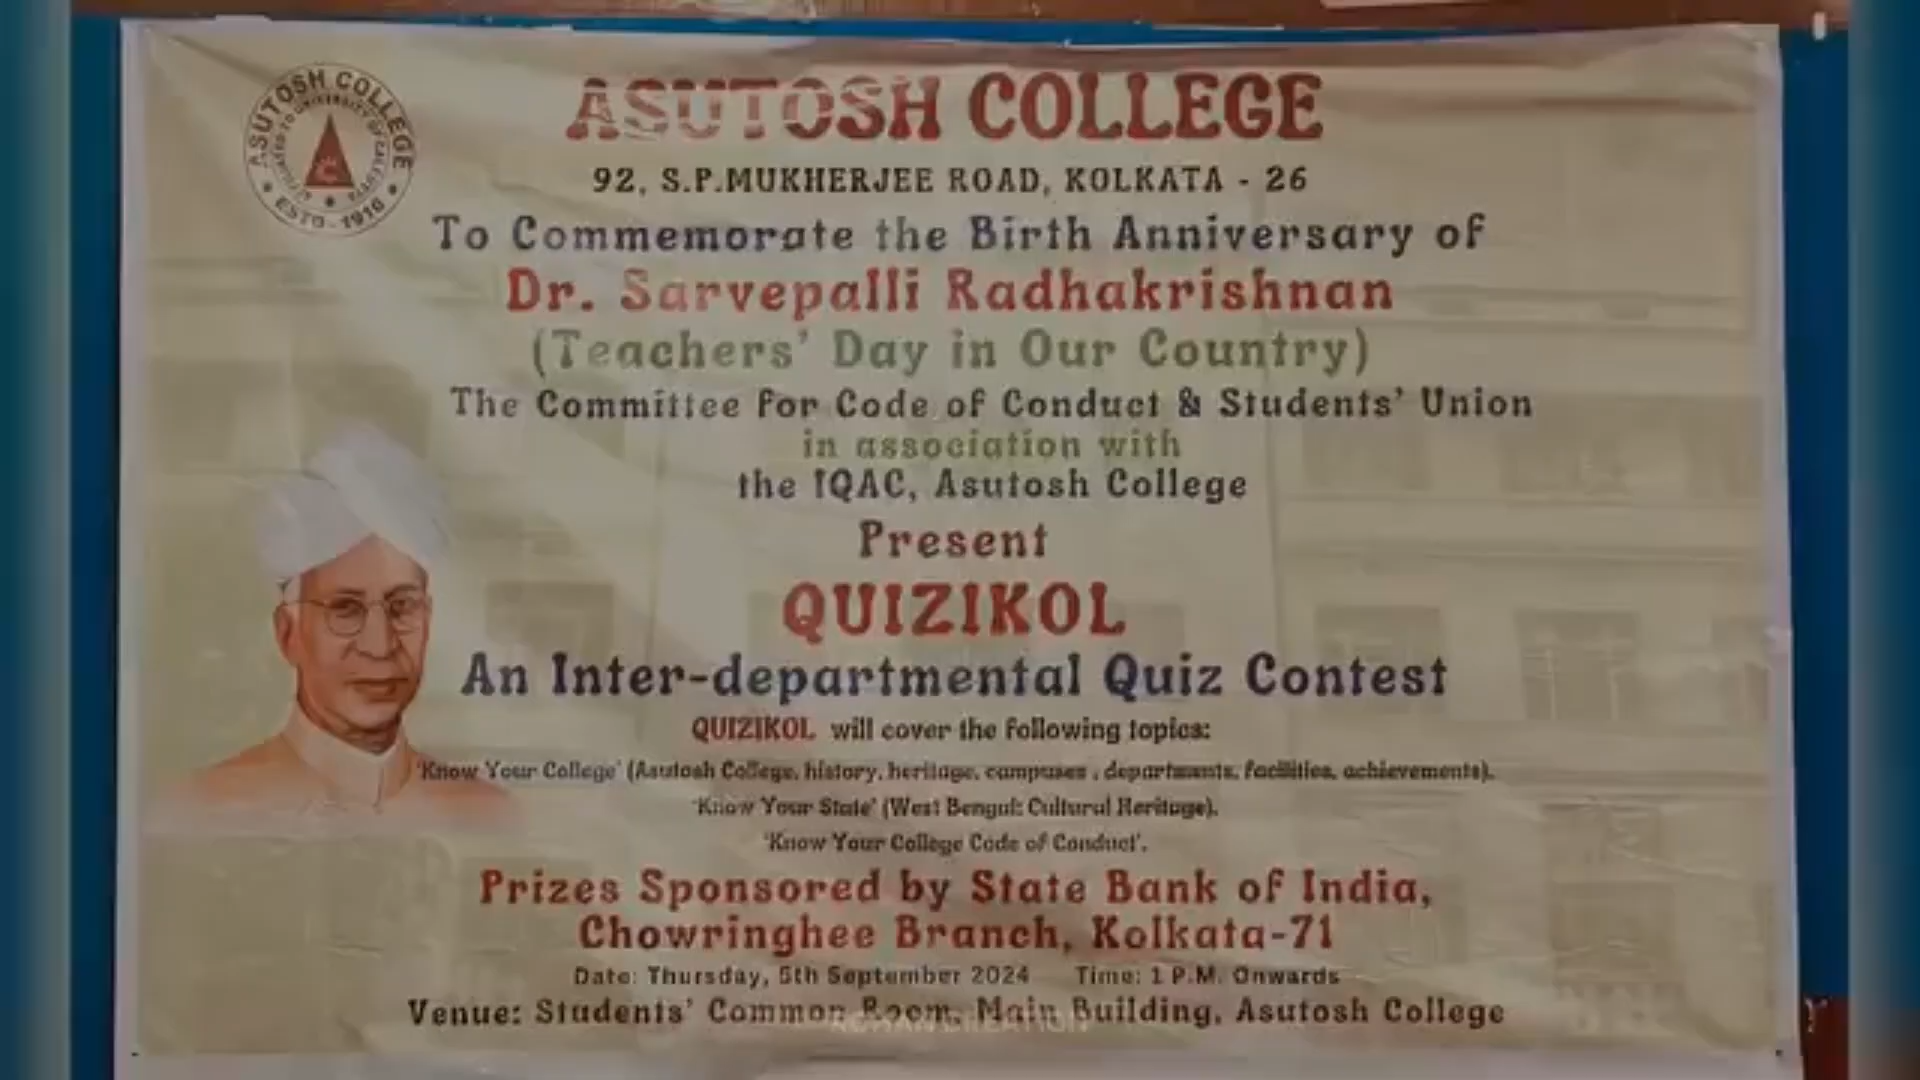 ASUTOSH COLLEGE
AFFILIATED TO UNIVERSITY OF CALCUTTA
ESTD - 1916
ASUTOSH COLLEGE
92, S.P.MUKHERJEE ROAD, KOLKATA - 26
To Commemorate the Birth Anniversary of
Dr. Sarvepalli Radhakrishnan
(Teachers' Day in Our Country)
The Committee for Code of Conduct & Students' Union
in association with
the IQAC, Asutosh College
Present
QUIZIKOL
An Inter-departmental Quiz Contest
QUIZIKOL will cover the following topics:
'Know Your College' (Asutosh College, history, heritage, campuses , departments, facilities, achievements),
'Know Your State' (West Bengal: Cultural Heritage),
'Know Your College Code of Conduct'.
Prizes Sponsored by State Bank of India,
Chowringhee Branch, Kolkata-71
Date: Thursday, 5th September 2024 Time: 1 P.M. Onwards
Venue: Students' Common Room, Main Building, Asutosh College